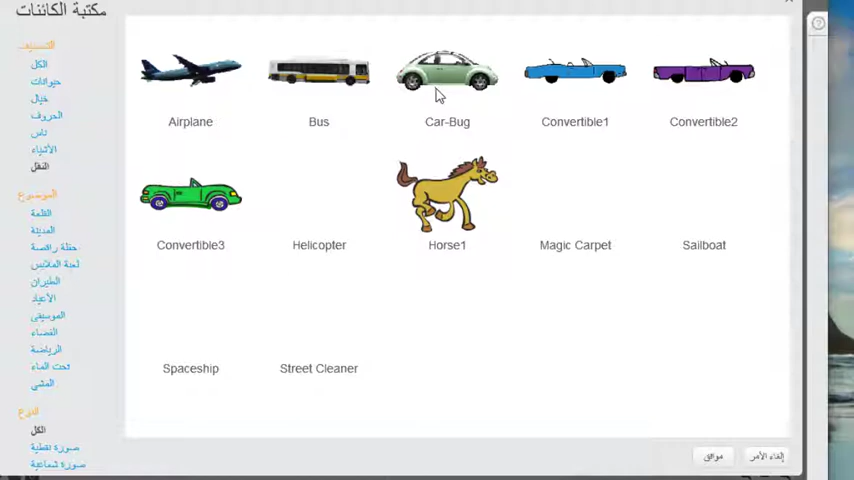 مكتبة الكائنات
التصنيف
الكل
حيوانات
خيال
الحروف
ناس
الأشياء
النقل
الموضوع
القلعة
المدينة
حفلة راقصة
لعبة الملابس
الطيران
الأعياد
الموسيقى
الفضاء
الرياضة
تحت الماء
المشي
النوع
الكل
صورة نقطية
صورة شعاعية
Airplane
Bus
Car-Bug
Convertible1
Convertible2
Convertible3
Helicopter
Horse1
Magic Carpet
Sailboat
Spaceship
Street Cleaner
موافق
إلغاء الأمر